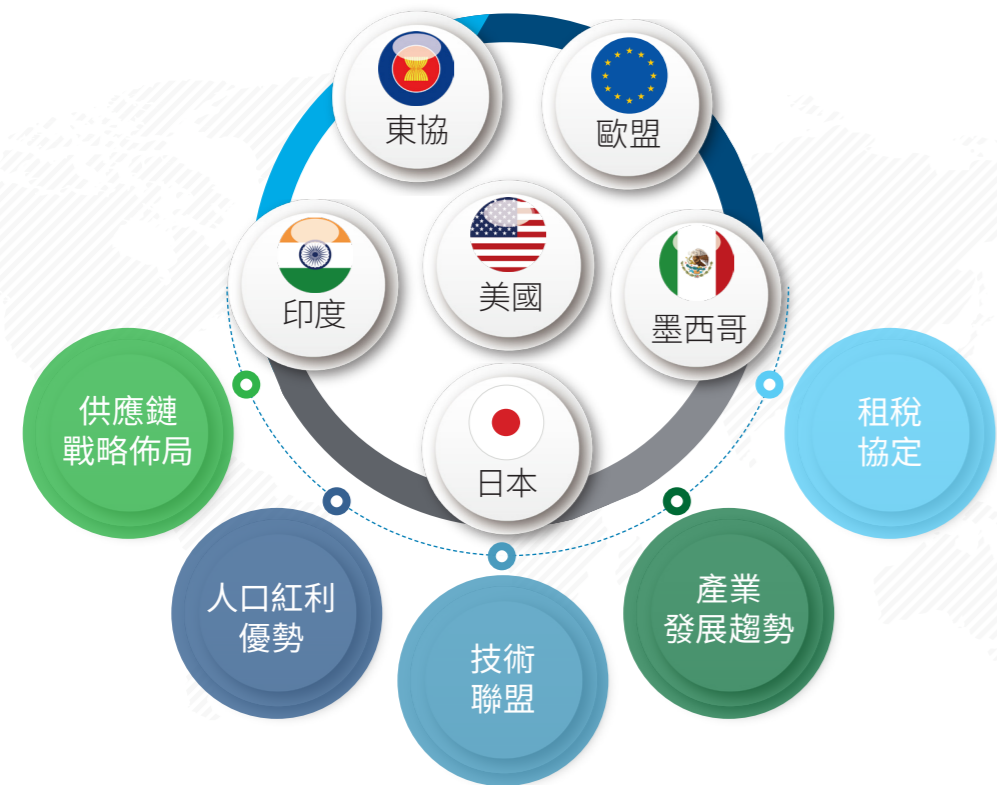 東協
歐盟
印度
美國
墨西哥
日本
供應鏈
戰略佈局
人口紅利
優勢
技術
聯盟
產業
發展趨勢
租稅
協定